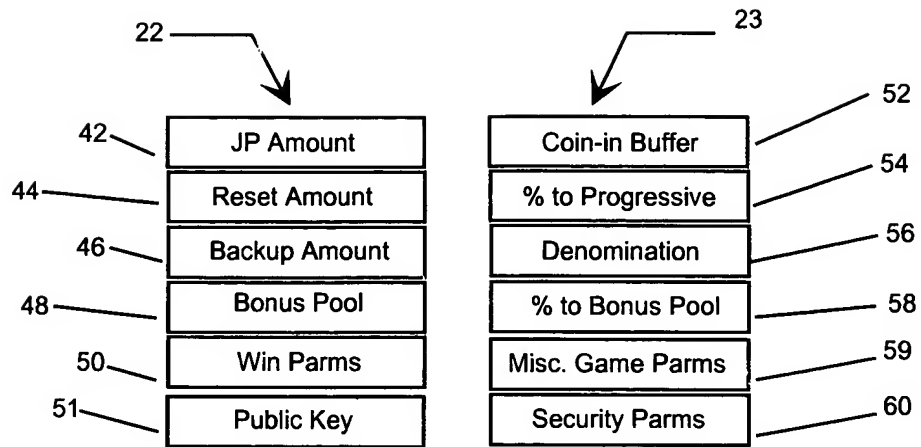 22
23
42
JP Amount
Coin-in Buffer
52
44
Reset Amount
% to Progressive
54
46
Backup Amount
Denomination
56
48
Bonus Pool
% to Bonus Pool
58
50
Win Parms
Misc. Game Parms
59
51
Public Key
Security Parms
60